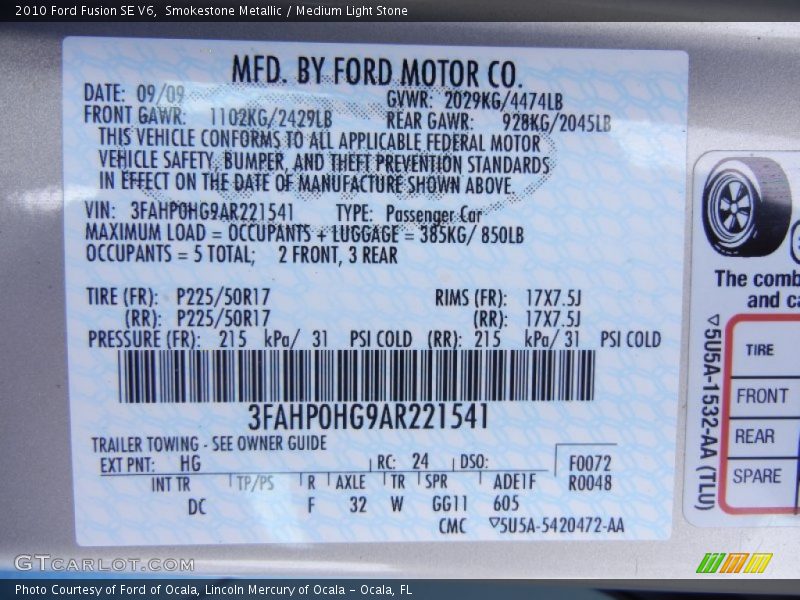 2010 Ford Fusion SE V6,  Smokestone Metallic / Medium Light Stone
MFD. BY FORD MOTOR CO.
DATE: 09/09 GVWR: 2029KG/4474LB
FRONT GAWR: 1102KG/2429LB REAR GAWR: 928KG/2045LB
THIS VEHICLE CONFORMS TO ALL APPLICABLE FEDERAL MOTOR
VEHICLE SAFETY, BUMPER, AND THEFT PREVENTION STANDARDS
IN EFFECT ON THE DATE OF MANUFACTURE SHOWN ABOVE.
VIN: 3FAHP0HG9AR221541 TYPE: Passenger Car
MAXIMUM LOAD = OCCUPANTS + LUGGAGE = 385KG/ 850LB
OCCUPANTS = 5 TOTAL; 2 FRONT, 3 REAR
TIRE (FR): P225/50R17 RIMS (FR): 17X7.5J
(RR): P225/50R17 (RR): 17X7.5J
PRESSURE (FR): 215 kPa/ 31 PSI COLD (RR): 215 kPa/ 31 PSI COLD
3FAHP0HG9AR221541
TRAILER TOWING - SEE OWNER GUIDE
EXT PNT: HG RC: 24 DSO: F0072
INT TR TP/PS R AXLE TR SPR ADE1F R0048
DC F 32 W GG11 605
CMC ▽5U5A-5420472-AA
The comb
and ca
▽5U5A-1532-AA (TLU)
TIRE
FRONT
REAR
SPARE
GTCARLOT.COM
Photo Courtesy of Ford of Ocala, Lincoln Mercury of Ocala – Ocala, FL